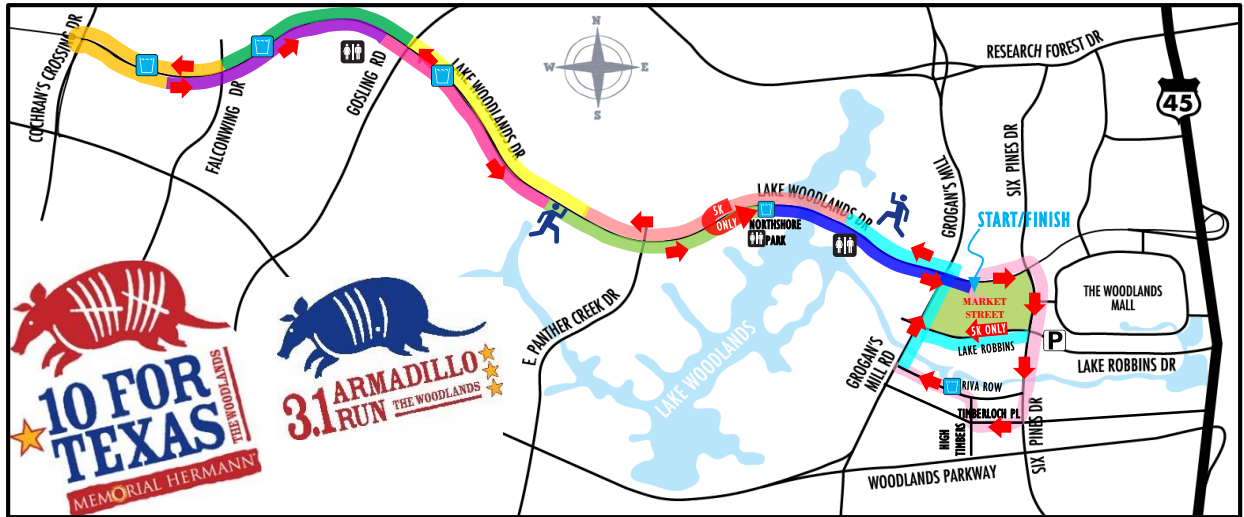 COCHRAN'S CROSSING DR
FALCONWING DR
GOSLING RD
LAKE WOODLANDS DR
N
W
E
S
RESEARCH FOREST DR
45
GROGAN'S MILL
SIX PINES DR
LAKE WOODLANDS DR
START/FINISH
5K
ONLY
NORTHSHORE
PARK
E. PANTHER CREEK DR
LAKE WOODLANDS
MARKET
STREET
5K ONLY
LAKE ROBBINS
P
THE WOODLANDS
MALL
LAKE ROBBINS DR
GROGAN'S
MILL RD
RIVA ROW
TIMBERLOCH PL
HIGH
TIMBERS
SIX PINES DR
WOODLANDS PARKWAY
10 FOR
TEXAS
THE WOODLANDS
MEMORIAL HERMANN
3.1
ARMADILLO
RUN
THE WOODLANDS